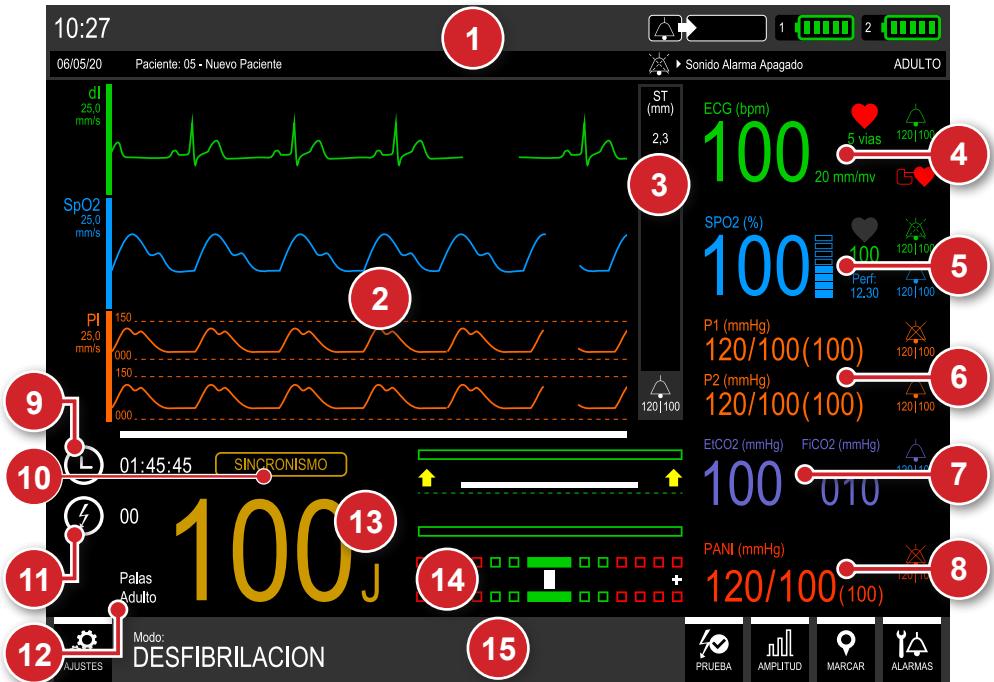 10:27
1
1
2
06/05/20
Paciente: 05 - Nuevo Paciente
Sonido Alarma Apagado
ADULTO
dI
25,0
mm/s
ST
(mm)
2,3
3
ECG (bpm)
100
5 vias
20 mm/mv
120|100
4
SpO2
25,0
mm/s
2
SPO2 (%)
100
100
Perf:
12.30
120|100
120|100
5
PI
25,0
mm/s
150
000
150
000
120|100
P1 (mmHg)
120/100(100)
120|100
P2 (mmHg)
120/100(100)
120|100
6
9
01:45:45
SINCRONISMO
10
EtCO2 (mmHg)
FiCO2 (mmHg)
100
010
7
00
11
100J
13
14
Palas
Adulto
12
PANI (mmHg)
120/100(100)
8
AJUSTES
Modo:
DESFIBRILACION
15
PRUEBA
AMPLITUD
MARCAR
ALARMAS